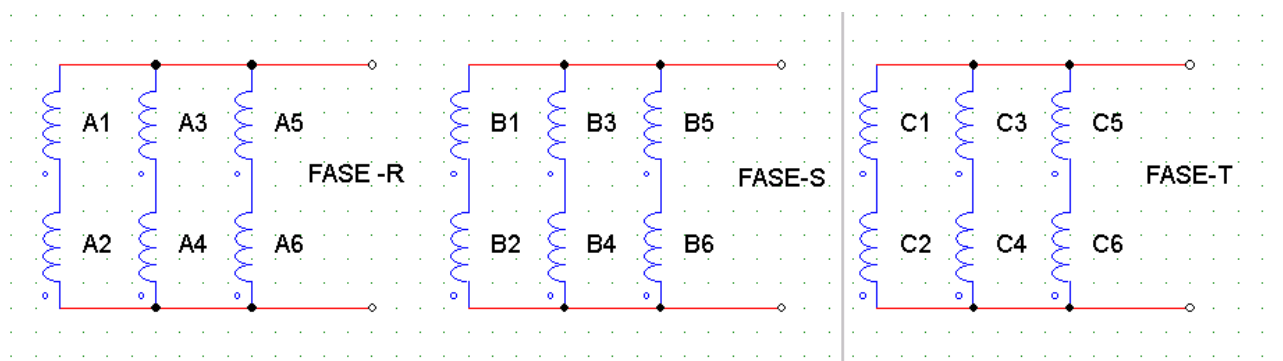 A1 A3 A5 B1 B3 B5 C1 C3 C5
FASE -R FASE-S FASE-T
A2 A4 A6 B2 B4 B6 C2 C4 C6